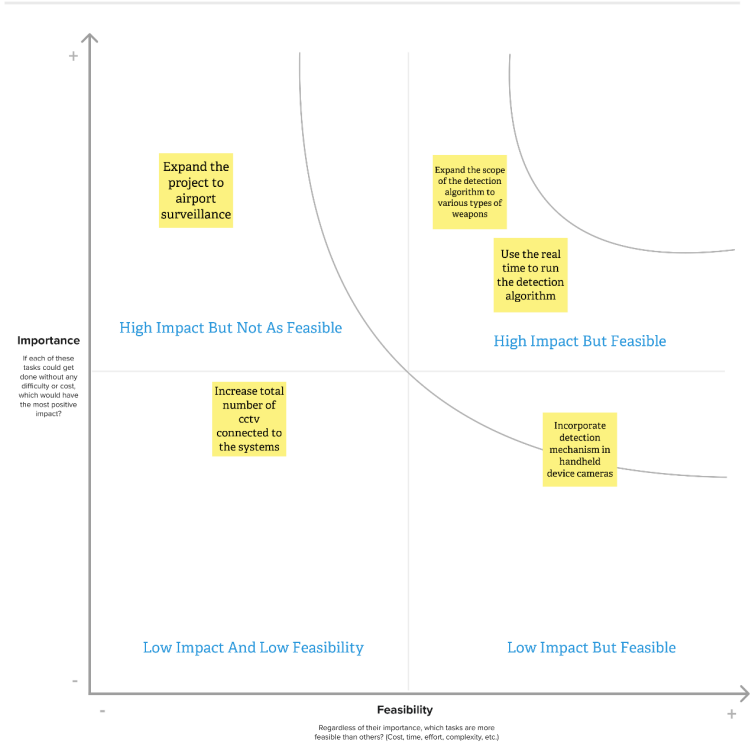 +
Expand the
project to
airport
surveillance
Expand the scope
of the detection
algorithm to
various types of
weapons
Use the real
time to run
the detection
algorithm
High Impact But Not As Feasible
High Impact But Feasible
Importance
If each of these
tasks could get
done without any
difficulty or cost,
which would have
the most positive
impact?
Increase total
number of
cctv
connected to
the systems
Incorporate
detection
mechanism in
handheld
device cameras
Low Impact And Low Feasibility
Low Impact But Feasible
-
-
Feasibility
+
Regardless of their importance, which tasks are more
feasible than others? (Cost, time, effort, complexity, etc.)